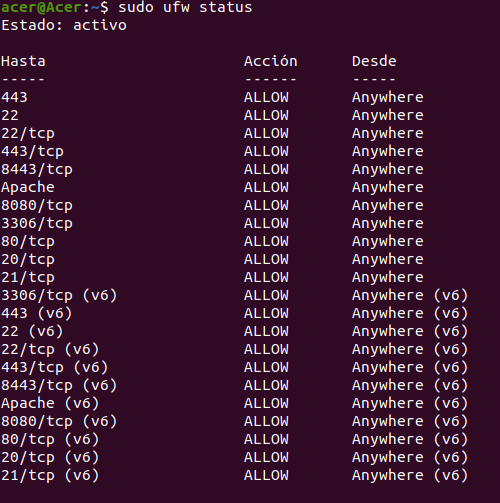 acer@Acer:~$ sudo ufw status
Estado: activo
Hasta Acción Desde
----- ------ -----
443 ALLOW Anywhere
22 ALLOW Anywhere
22/tcp ALLOW Anywhere
443/tcp ALLOW Anywhere
8443/tcp ALLOW Anywhere
Apache ALLOW Anywhere
8080/tcp ALLOW Anywhere
3306/tcp ALLOW Anywhere
80/tcp ALLOW Anywhere
20/tcp ALLOW Anywhere
21/tcp ALLOW Anywhere
3306/tcp (v6) ALLOW Anywhere (v6)
443 (v6) ALLOW Anywhere (v6)
22 (v6) ALLOW Anywhere (v6)
22/tcp (v6) ALLOW Anywhere (v6)
443/tcp (v6) ALLOW Anywhere (v6)
8443/tcp (v6) ALLOW Anywhere (v6)
Apache (v6) ALLOW Anywhere (v6)
8080/tcp (v6) ALLOW Anywhere (v6)
80/tcp (v6) ALLOW Anywhere (v6)
20/tcp (v6) ALLOW Anywhere (v6)
21/tcp (v6) ALLOW Anywhere (v6)